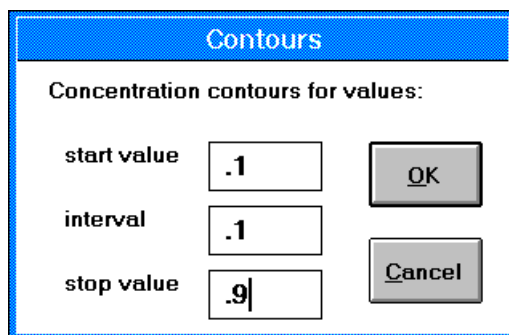 Contours
Concentration contours for values:
start value .1
OK
interval .1
Cancel
stop value .9